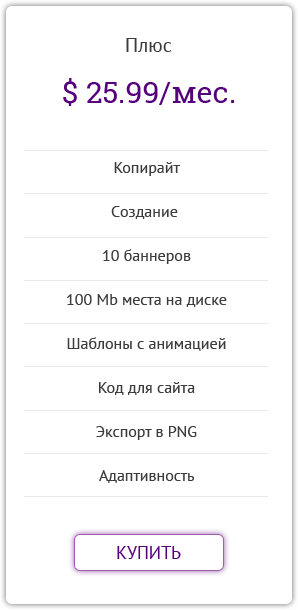 Плюс
$ 25.99/мес.
Копирайт
Создание
10 баннеров
100 Mb места на диске
Шаблоны с анимацией
Код для сайта
Экспорт в PNG
Адаптивность
КУПИТЬ